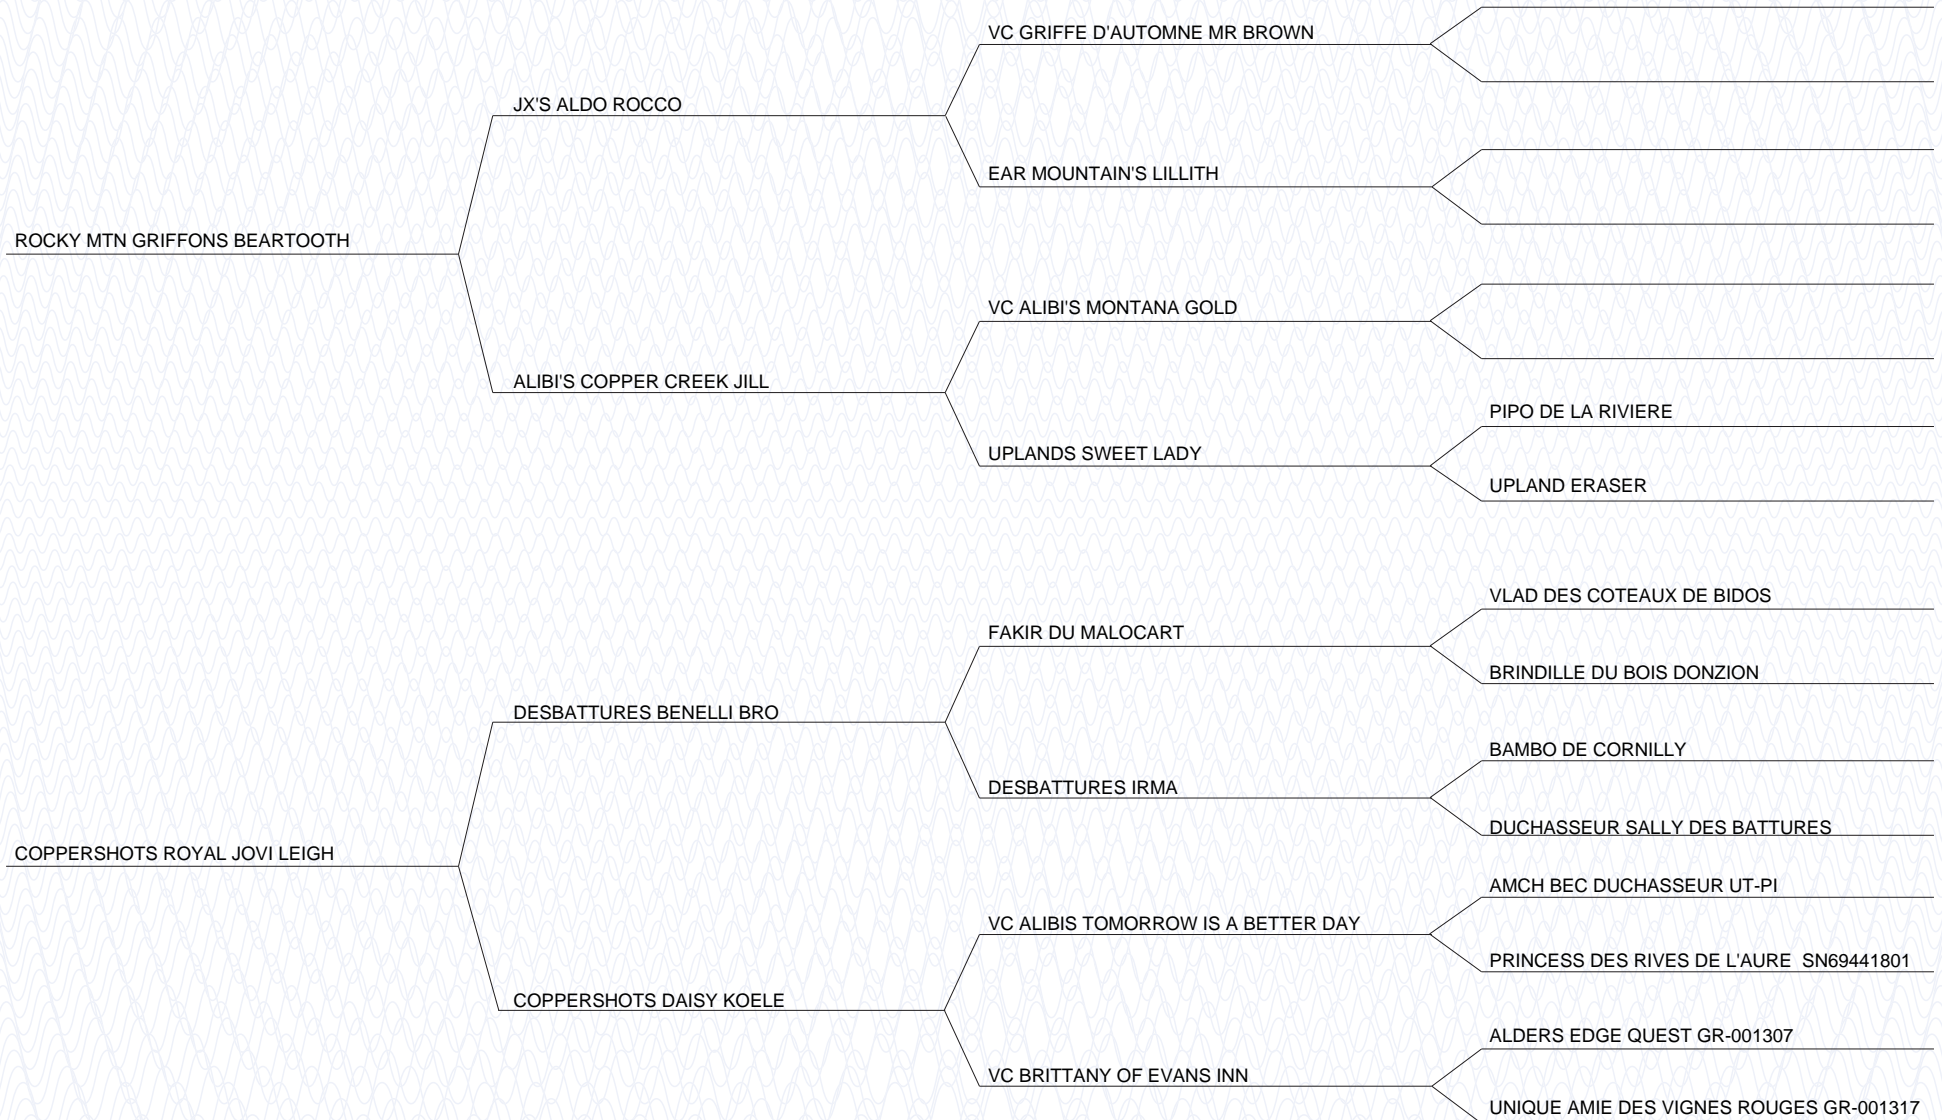 VC GRIFFE D'AUTOMNE MR BROWN
JX'S ALDO ROCCO
EAR MOUNTAIN'S LILLITH
ROCKY MTN GRIFFONS BEARTOOTH
VC ALIBI'S MONTANA GOLD
ALIBI'S COPPER CREEK JILL
PIPO DE LA RIVIERE
UPLANDS SWEET LADY
UPLAND ERASER
VLAD DES COTEAUX DE BIDOS
FAKIR DU MALOCART
BRINDILLE DU BOIS DONZION
DESBATTURES BENELLI BRO
BAMBO DE CORNILLY
DESBATTURES IRMA
DUCHASSEUR SALLY DES BATTURES
COPPERSHOTS ROYAL JOVI LEIGH
AMCH BEC DUCHASSEUR UT-PI
VC ALIBIS TOMORROW IS A BETTER DAY
PRINCESS DES RIVES DE L'AURE  SN69441801
COPPERSHOTS DAISY KOELE
ALDERS EDGE QUEST GR-001307
VC BRITTANY OF EVANS INN
UNIQUE AMIE DES VIGNES ROUGES GR-001317